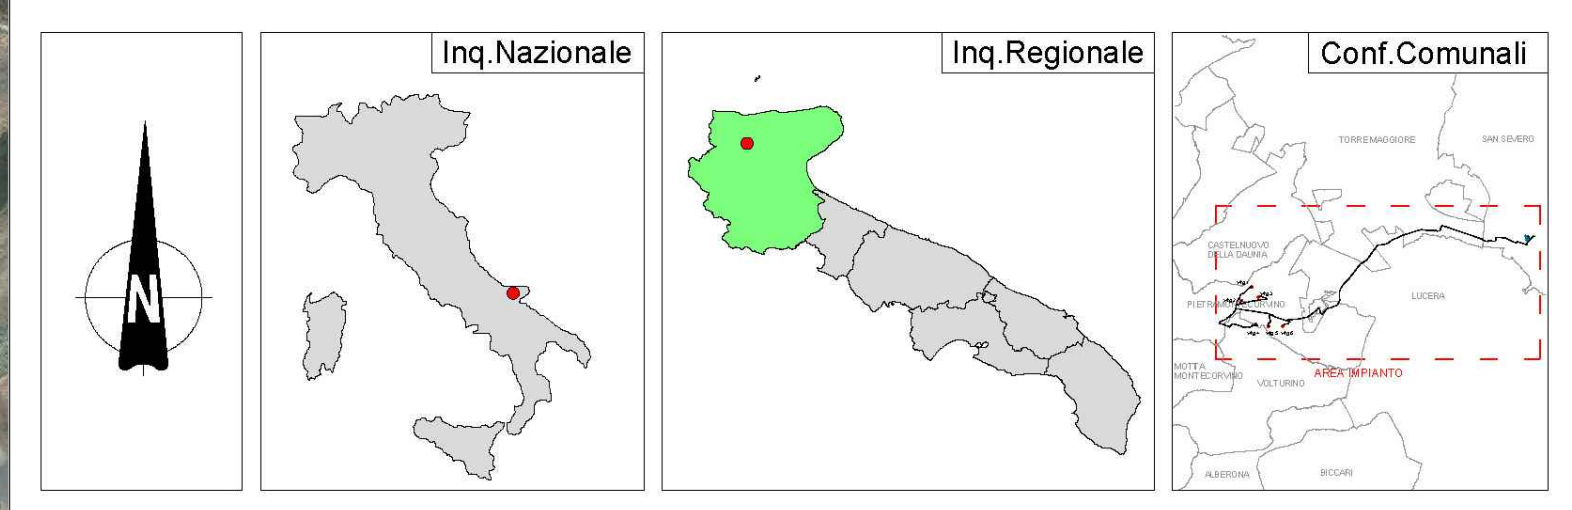 N
Inq.Nazionale
Inq.Regionale
Conf.Comunali
TORREMAGGIORE
SAN SEVERO
CASTELNUOVO
DELLA DAUNIA
LUCERA
MOTTA
MONTECORVINO
VOLTURINO
AREA IMPIANTO
ALBERONA
BICCARI